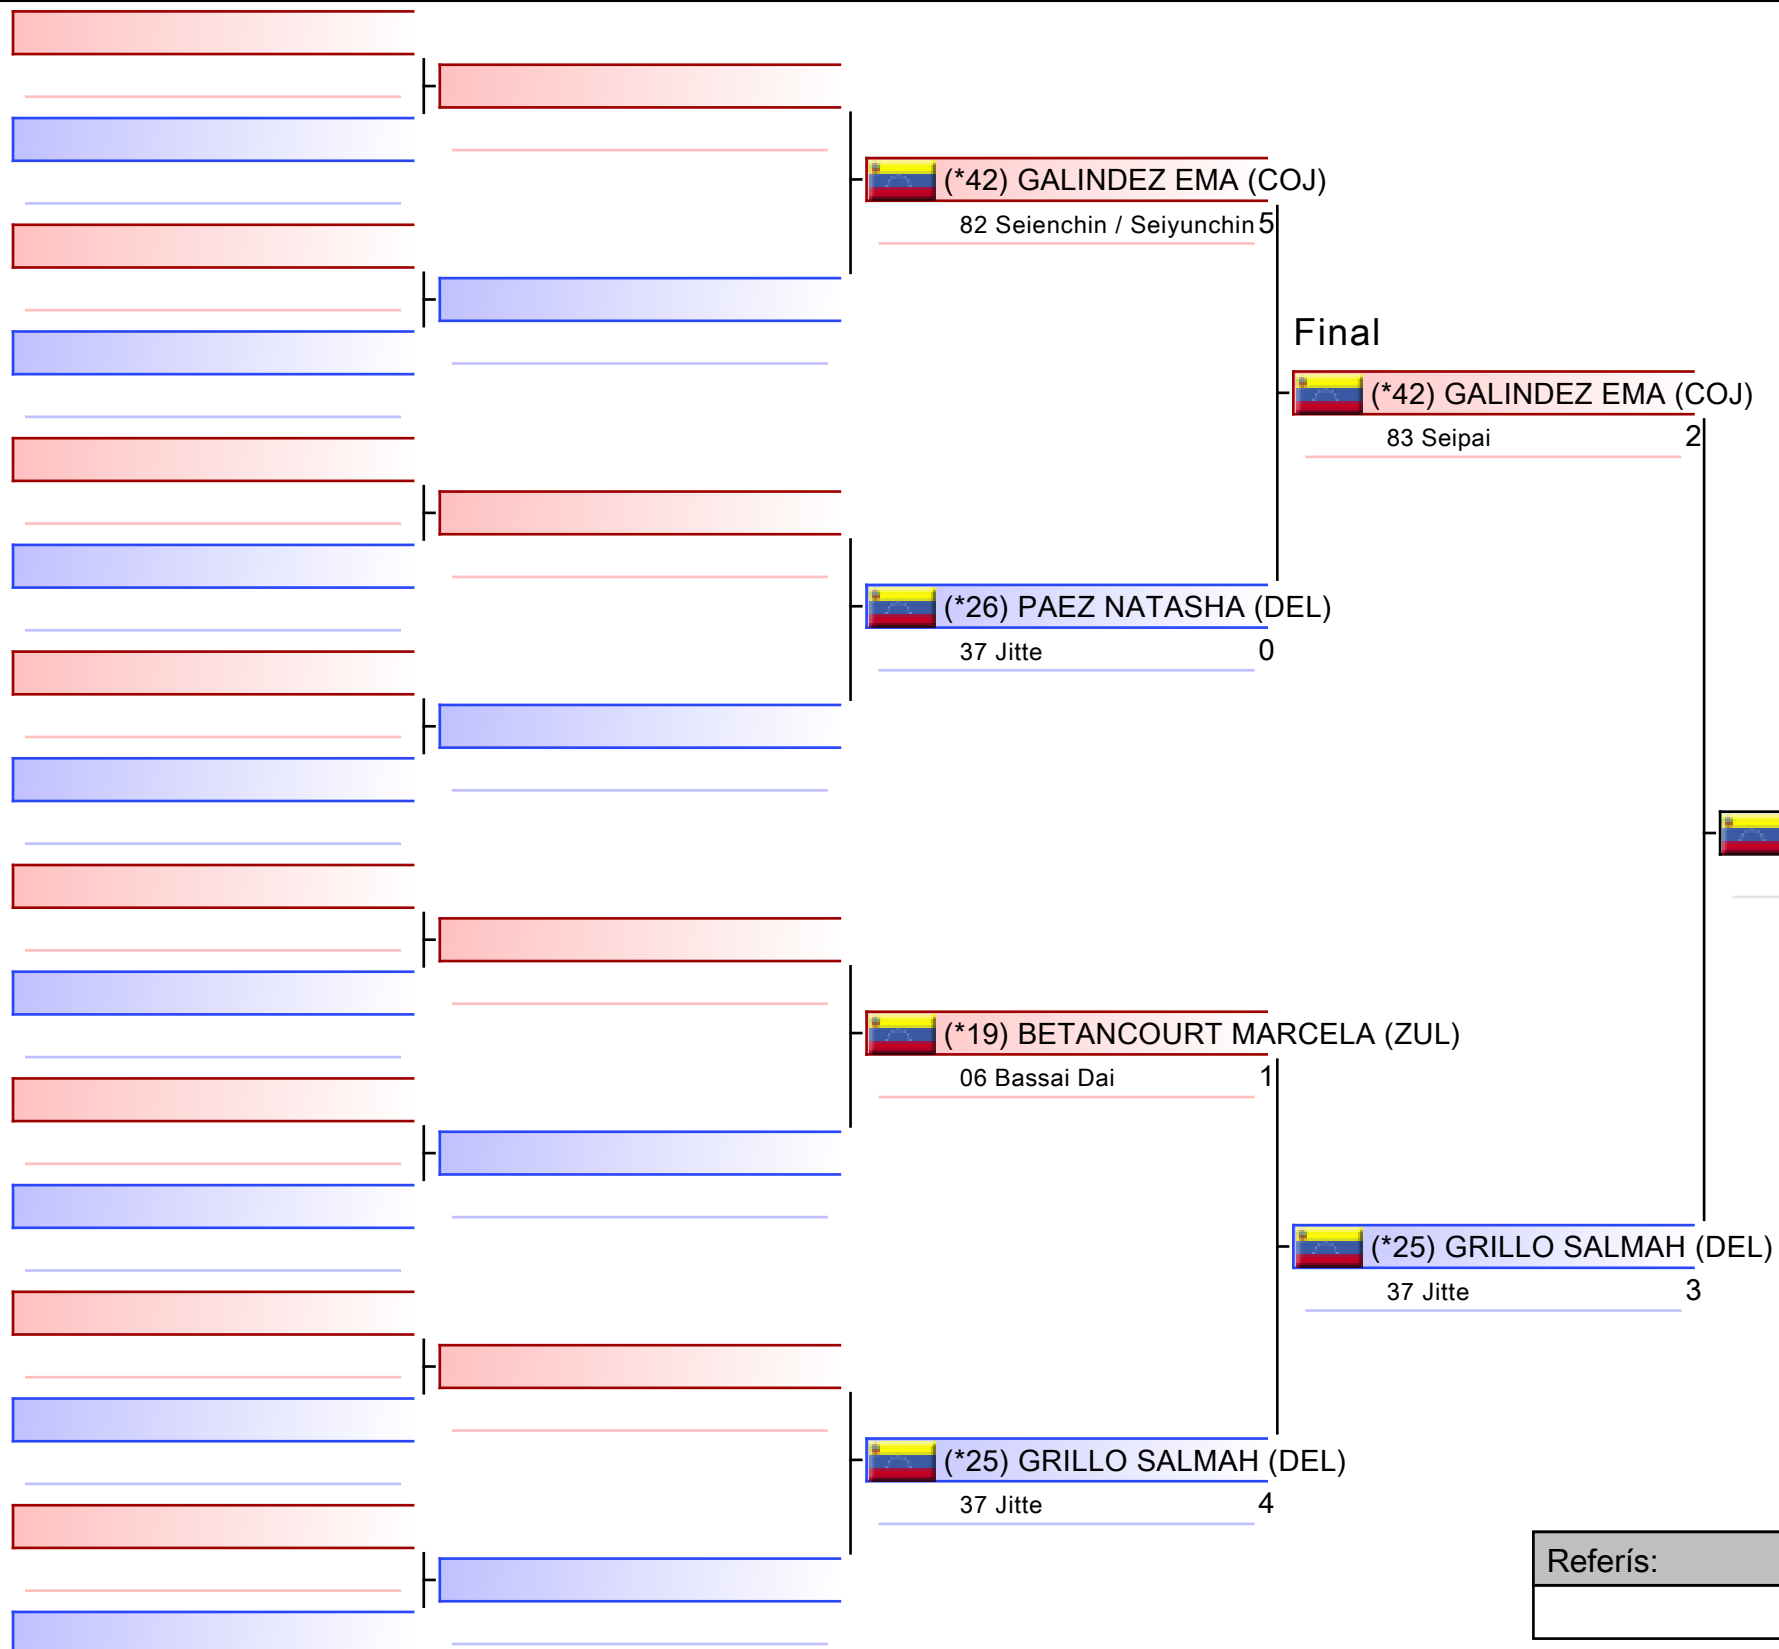 (*42) GALINDEZ EMA (COJ)
82 Seienchin / Seiyunchin 5
Final
(*42) GALINDEZ EMA (COJ)
83 Seipai 2
(*26) PAEZ NATASHA (DEL)
37 Jitte 0
(*19) BETANCOURT MARCELA (ZUL)
06 Bassai Dai 1
(*25) GRILLO SALMAH (DEL)
37 Jitte 3
(*25) GRILLO SALMAH (DEL)
37 Jitte 4
Referís: